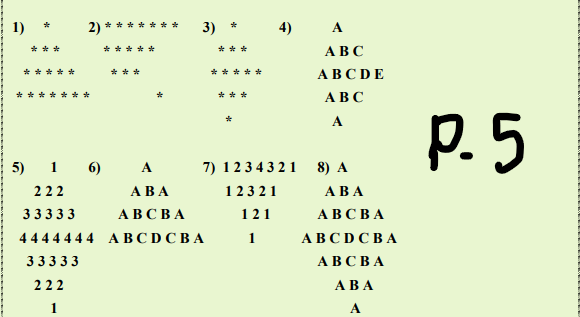 1) * 2) * * * * * * * 3) * 4) A
* * * * * * * * * * * A B C
* * * * * * * * * * * * * A B C D E
* * * * * * * * * * * A B C
* A
P. 5
5) 1 6) A 7) 1 2 3 4 3 2 1 8) A
2 2 2 A B A 1 2 3 2 1 A B A
3 3 3 3 3 A B C B A 1 2 1 A B C B A
4 4 4 4 4 4 4 A B C D C B A 1 A B C D C B A
3 3 3 3 3 A B C B A
2 2 2 A B A
1 A